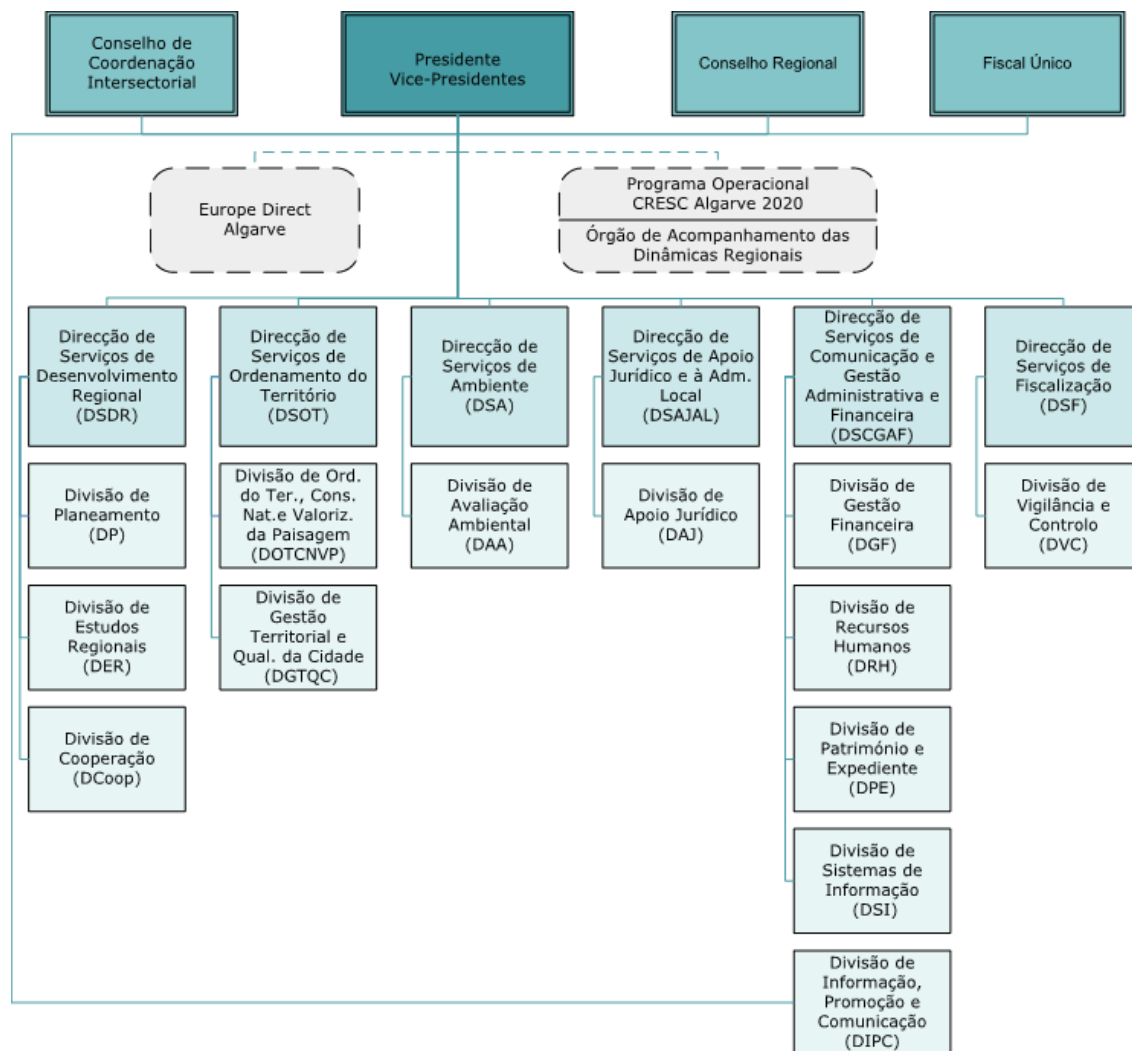 Conselho de
Coordenação
Intersectorial
Presidente
Vice-Presidentes
Conselho Regional
Fiscal Único
Europe Direct
Algarve
Programa Operacional
CRESC Algarve 2020
Órgão de Acompanhamento das
Dinâmicas Regionais
Direcção de
Serviços de
Desenvolvimento
Regional
(DSDR)
Direcção de
Serviços de
Ordenamento do
Território
(DSOT)
Direcção de
Serviços de
Ambiente
(DSA)
Direcção de
Serviços de Apoio
Jurídico e à Adm.
Local
(DSAJAL)
Direcção de
Serviços de
Comunicação e
Gestão
Administrativa e
Financeira
(DSCGAF)
Direcção de
Serviços de
Fiscalização
(DSF)
Divisão de
Planeamento
(DP)
Divisão de Ord.
do Ter., Cons.
Nat.e Valoriz.
da Paisagem
(DOTCNVP)
Divisão de
Avaliação
Ambiental
(DAA)
Divisão de
Apoio Jurídico
(DAJ)
Divisão de
Gestão
Financeira
(DGF)
Divisão de
Vigilância e
Controlo
(DVC)
Divisão de
Estudos
Regionais
(DER)
Divisão de
Gestão
Territorial e
Qual. da Cidade
(DGTQC)
Divisão de
Recursos
Humanos
(DRH)
Divisão de
Cooperação
(DCoop)
Divisão de
Património e
Expediente
(DPE)
Divisão de
Sistemas de
Informação
(DSI)
Divisão de
Informação,
Promoção e
Comunicação
(DIPC)